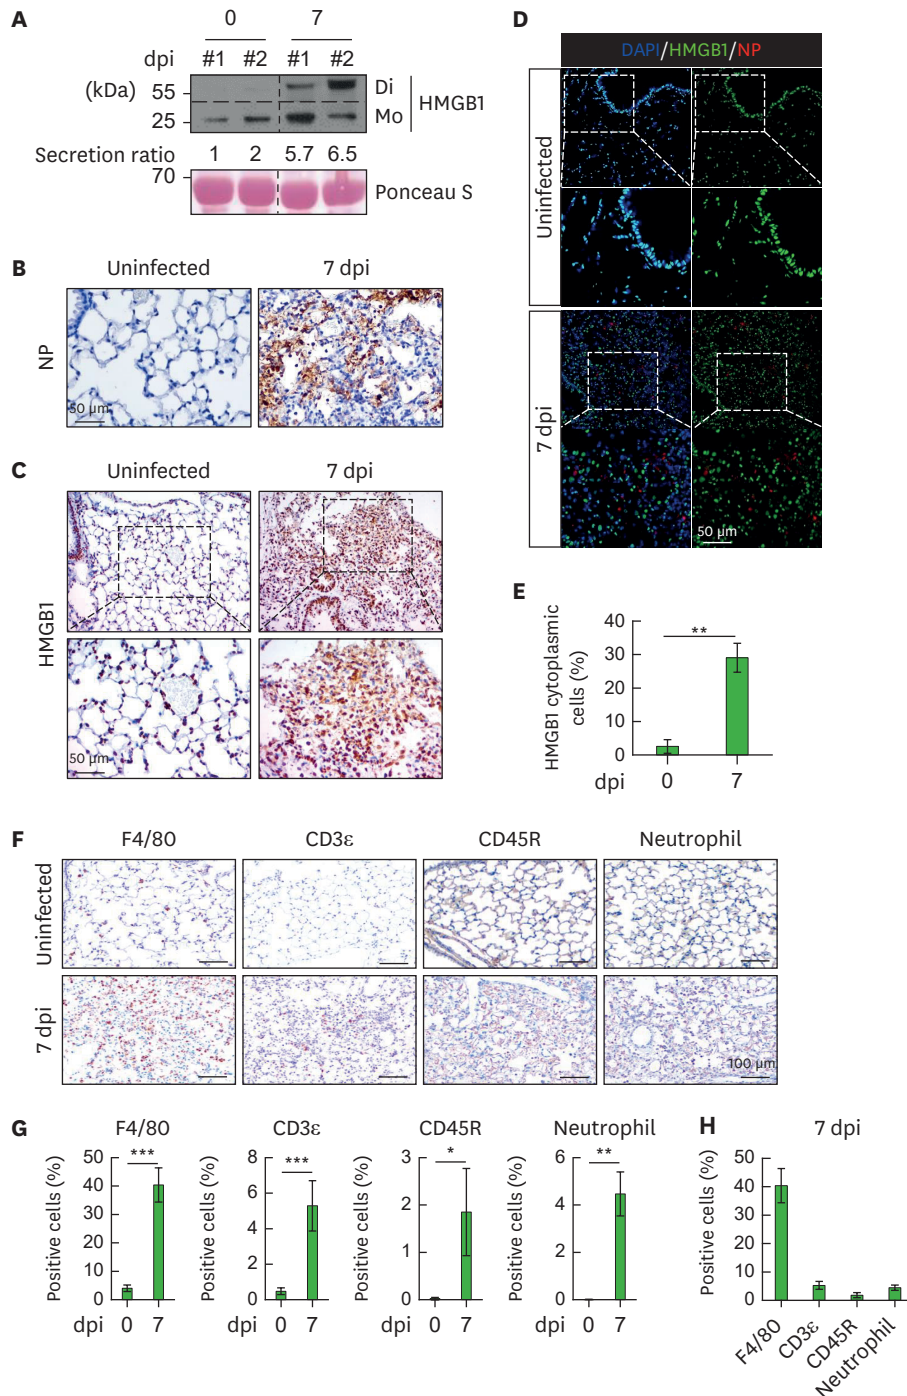 A
0 7
dpi #1 #2 #1 #2
(kDa) 55 Di
25 Mo
HMGB1
Secretion ratio 1 2 5.7 6.5
70
Ponceau S
B
Uninfected 7 dpi
NP
50 µm
C
Uninfected 7 dpi
HMGB1
50 µm
D
DAPI/HMGB1/NP
Uninfected
7 dpi
50 µm
E
HMGB1 cytoplasmic
cells (%)
40
30
20
10
0
**
dpi 0 7
F
F4/80 CD3ε CD45R Neutrophil
Uninfected
7 dpi
100 µm
G
F4/80
Positive cells (%)
50
40
30
20
10
0
***
dpi 0 7
CD3ε
Positive cells (%)
8
6
4
2
0
***
dpi 0 7
CD45R
Positive cells (%)
3
2
1
0
*
dpi 0 7
Neutrophil
Positive cells (%)
6
4
2
0
**
dpi 0 7
H
7 dpi
Positive cells (%)
50
40
30
20
10
0
F4/80 CD3ε CD45R Neutrophil